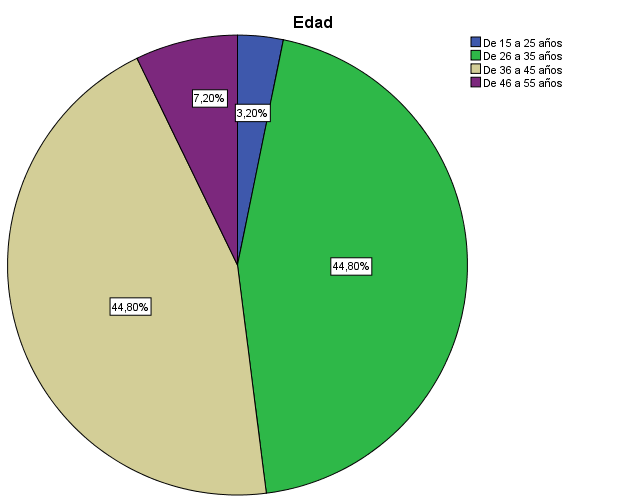 Edad
De 15 a 25 años
De 26 a 35 años
De 36 a 45 años
De 46 a 55 años
7,20%
3,20%
44,80%
44,80%